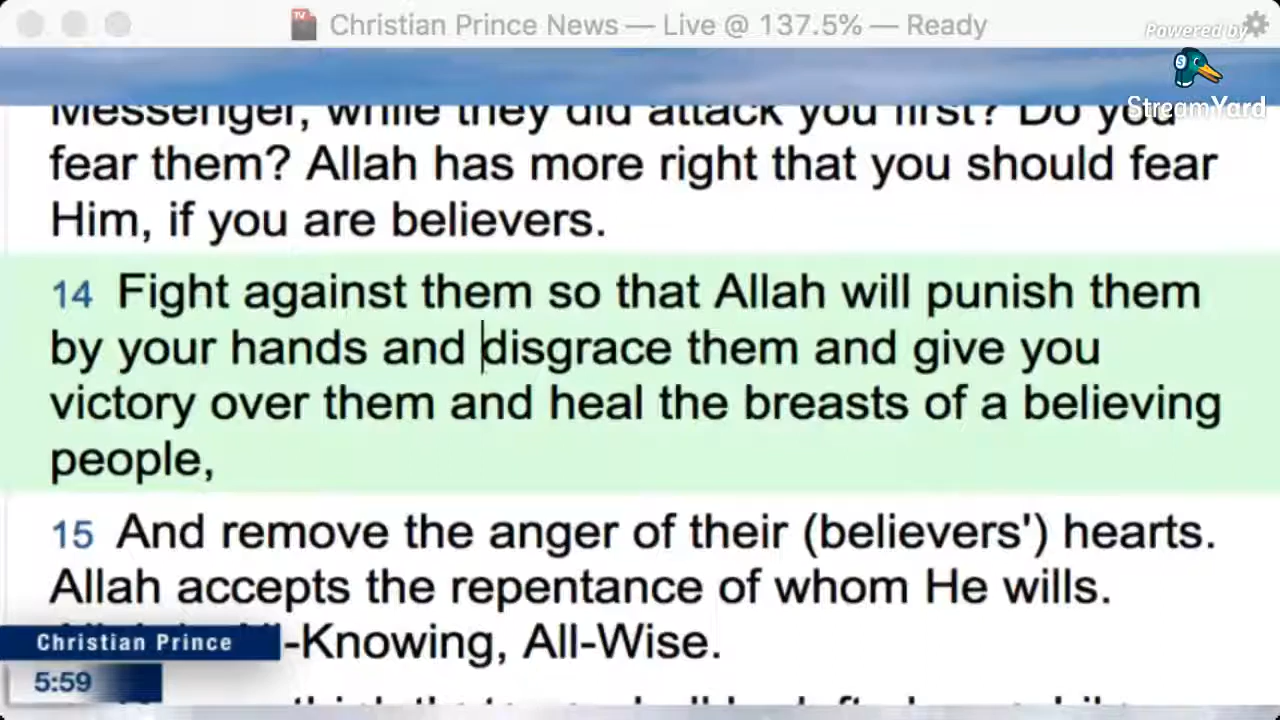 Christian Prince News — Live @ 137.5% — Ready
Powered by
StreamYard
Messenger, while they did attack you first? Do you
fear them? Allah has more right that you should fear
Him, if you are believers.
14 Fight against them so that Allah will punish them
by your hands and disgrace them and give you
victory over them and heal the breasts of a believing
people,
15 And remove the anger of their (believers') hearts.
Allah accepts the repentance of whom He wills.
-Knowing, All-Wise.
Christian Prince
5:59